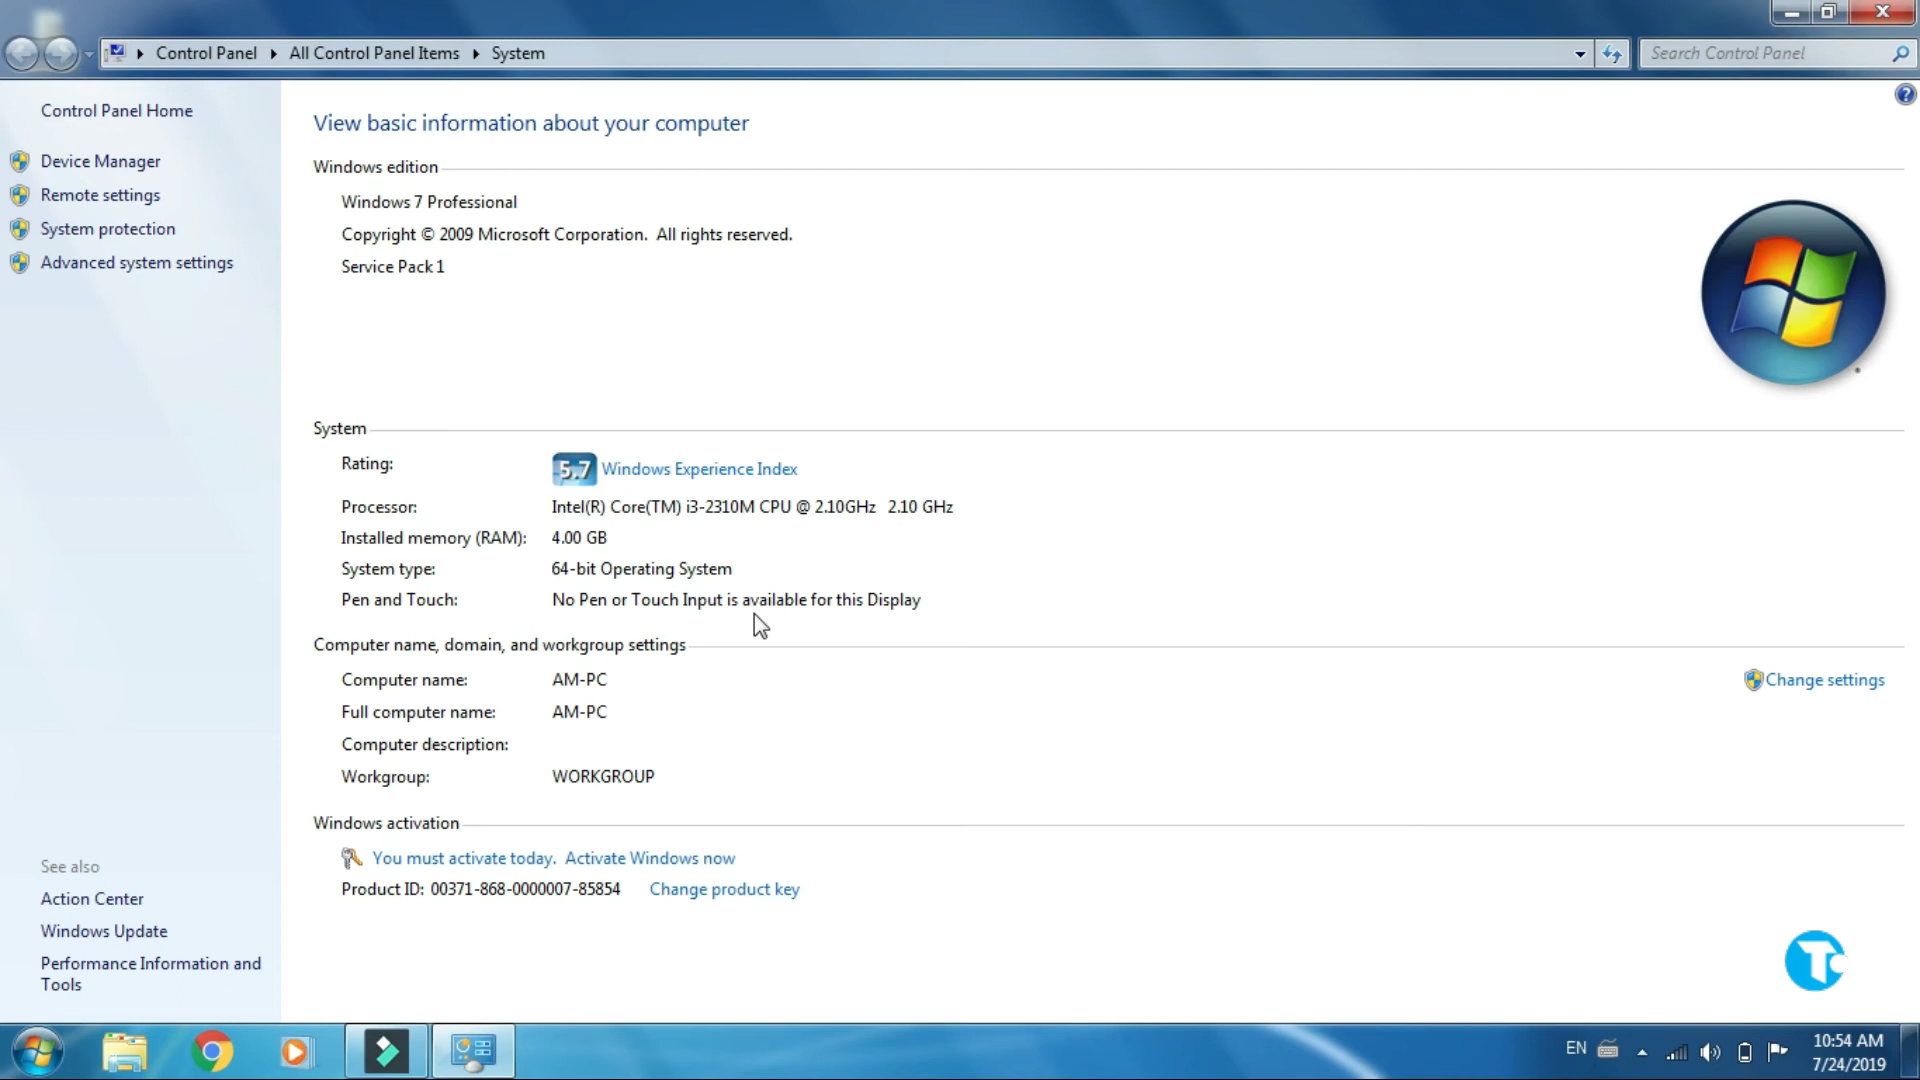 Control Panel
All Control Panel Items
System
Search Control Panel
Control Panel Home
Device Manager
Remote settings
System protection
Advanced system settings
View basic information about your computer
Windows edition
Windows 7 Professional
Copyright © 2009 Microsoft Corporation. All rights reserved.
Service Pack 1
System
Rating:
5.7 Windows Experience Index
Processor:
Intel(R) Core(TM) i3-2310M CPU @ 2.10GHz 2.10 GHz
Installed memory (RAM):
4.00 GB
System type:
64-bit Operating System
Pen and Touch:
No Pen or Touch Input is available for this Display
Computer name, domain, and workgroup settings
Computer name:
AM-PC
Change settings
Full computer name:
AM-PC
Computer description:
Workgroup:
WORKGROUP
Windows activation
You must activate today. Activate Windows now
Product ID: 00371-868-0000007-85854
Change product key
See also
Action Center
Windows Update
Performance Information and
Tools
EN
10:54 AM
7/24/2019